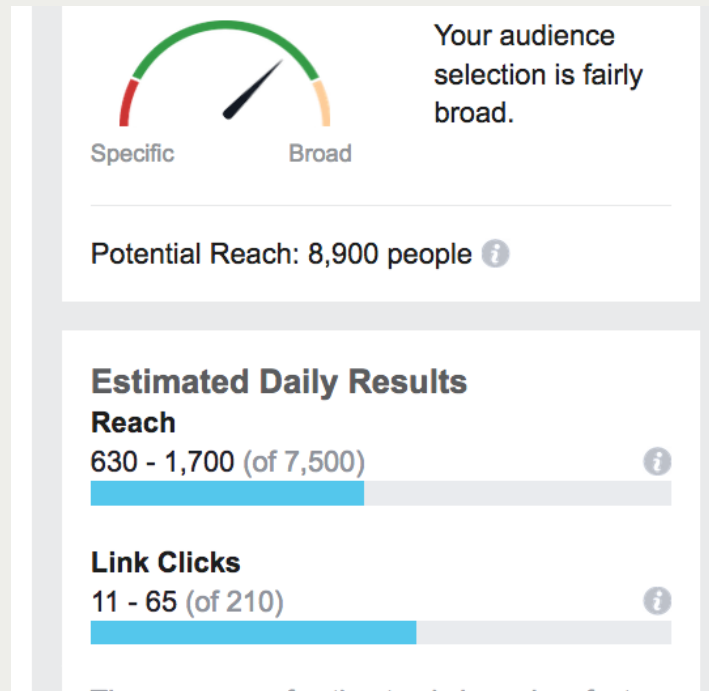 Your audience
selection is fairly
broad.
Specific
Broad
Potential Reach: 8,900 people
Estimated Daily Results
Reach
630 - 1,700 (of 7,500)
Link Clicks
11 - 65 (of 210)